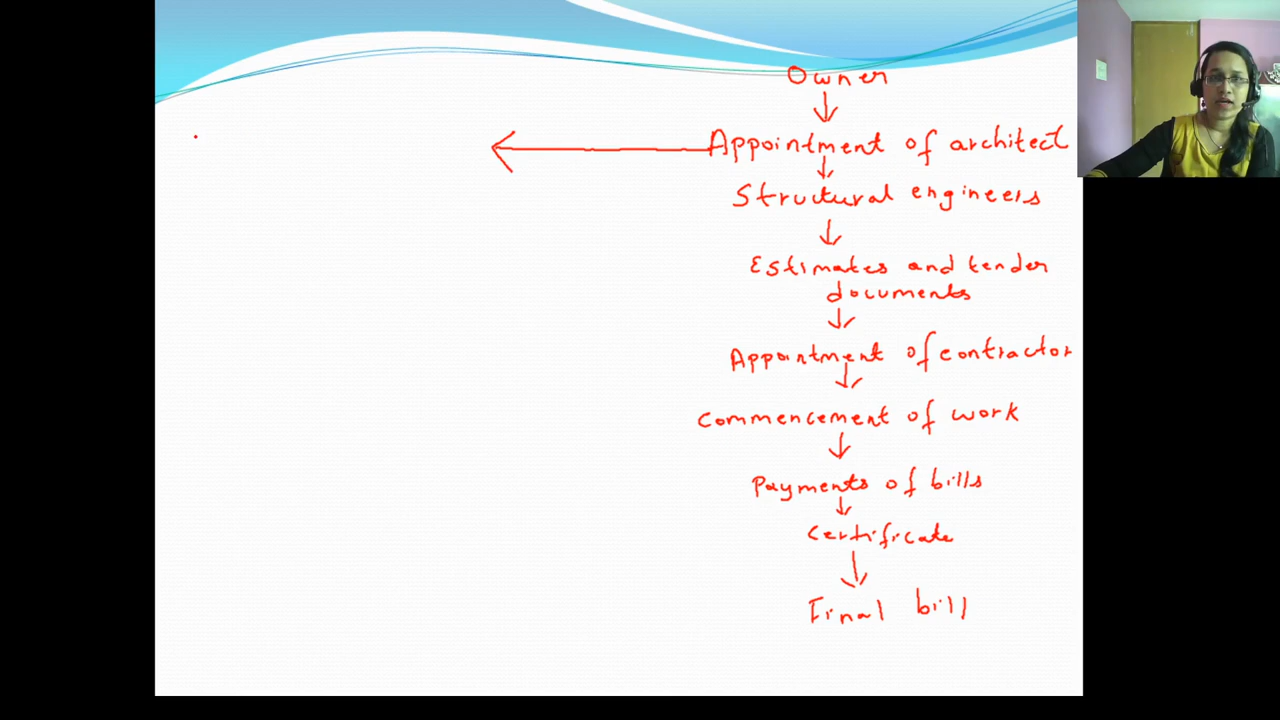 Owner
Appointment of architect
Structural engineers
Estimates and tender
documents
Appointment of contractor
Commencement of work
Payments of bills
Certificate
Final bill